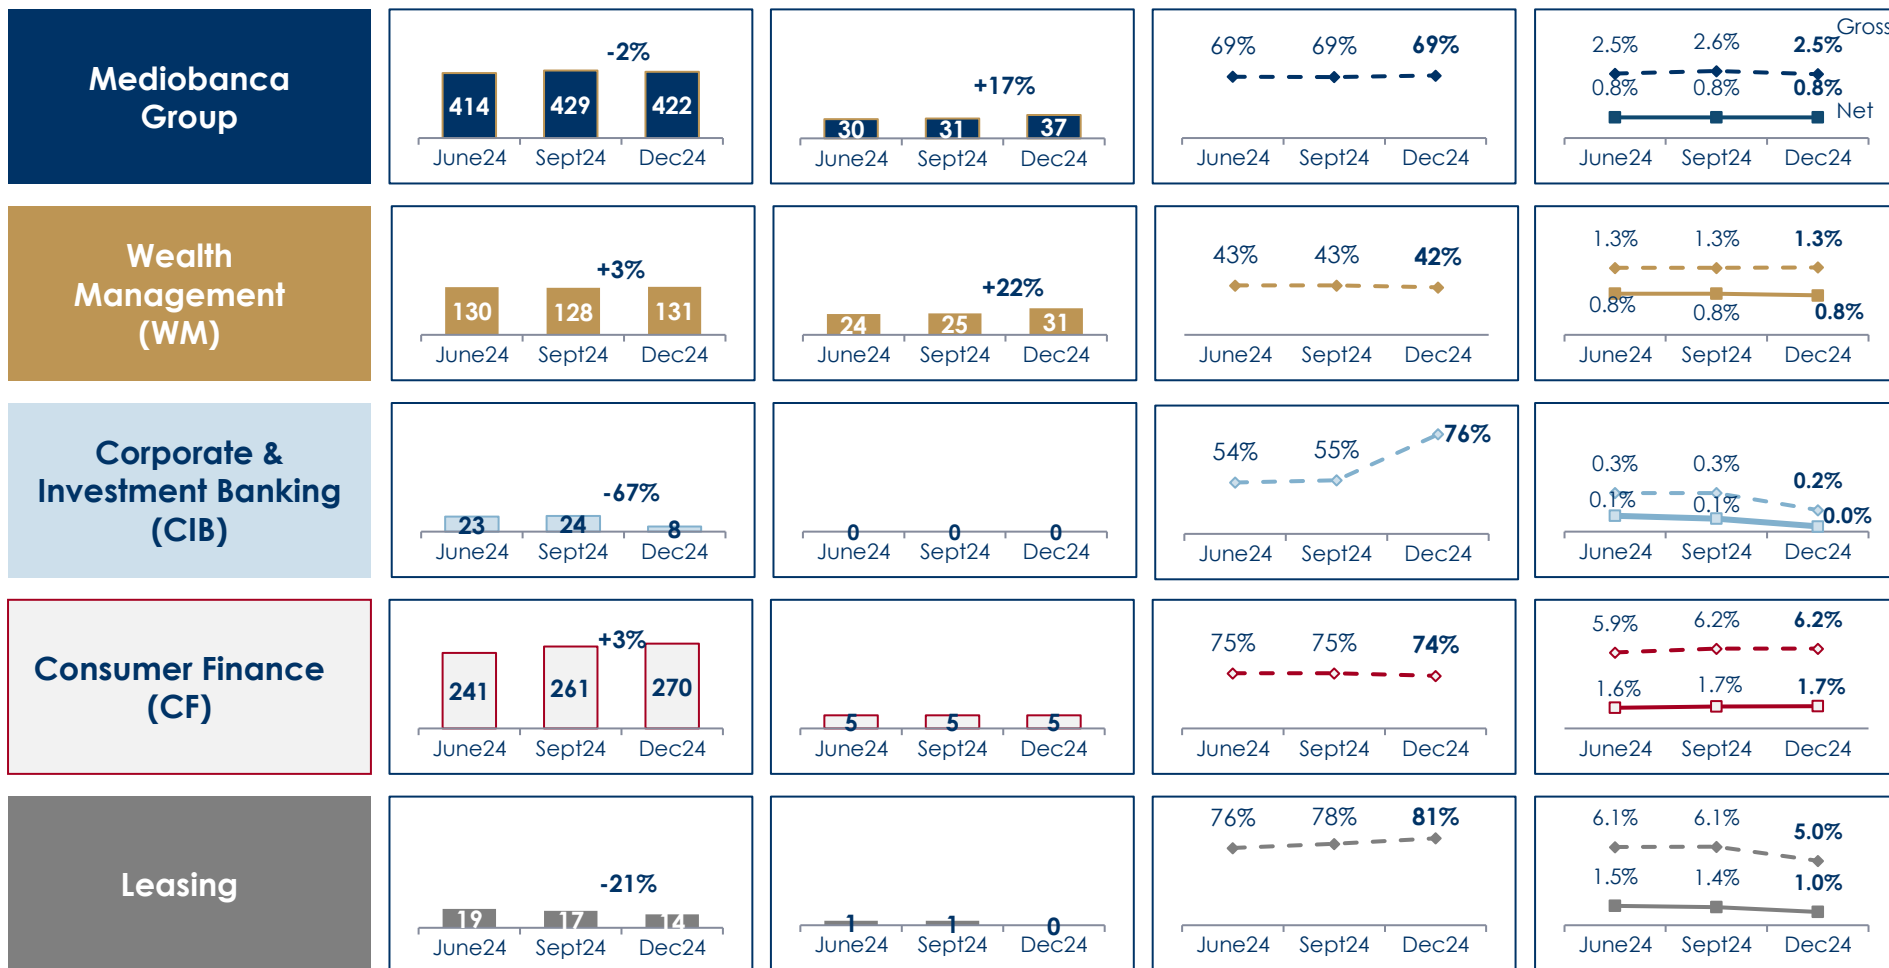 Mediobanca
Group
-2%
414
429
422
June24
Sept24
Dec24
+17%
30
31
37
June24
Sept24
Dec24
69%
69%
69%
June24
Sept24
Dec24
Gross
2.5%
2.6%
2.5%
0.8%
0.8%
0.8%
Net
June24
Sept24
Dec24
Wealth
Management
(WM)
+3%
130
128
131
June24
Sept24
Dec24
+22%
24
25
31
June24
Sept24
Dec24
43%
43%
42%
June24
Sept24
Dec24
1.3%
1.3%
1.3%
0.8%
0.8%
0.8%
June24
Sept24
Dec24
Corporate &
Investment Banking
(CIB)
-67%
23
24
8
June24
Sept24
Dec24
0
0
0
June24
Sept24
Dec24
54%
55%
76%
June24
Sept24
Dec24
0.3%
0.3%
0.2%
0.1%
0.1%
0.0%
June24
Sept24
Dec24
Consumer Finance
(CF)
+3%
241
261
270
June24
Sept24
Dec24
5
5
5
June24
Sept24
Dec24
75%
75%
74%
June24
Sept24
Dec24
5.9%
6.2%
6.2%
1.6%
1.7%
1.7%
June24
Sept24
Dec24
Leasing
-21%
19
17
14
June24
Sept24
Dec24
1
1
0
June24
Sept24
Dec24
76%
78%
81%
June24
Sept24
Dec24
6.1%
6.1%
5.0%
1.5%
1.4%
1.0%
June24
Sept24
Dec24